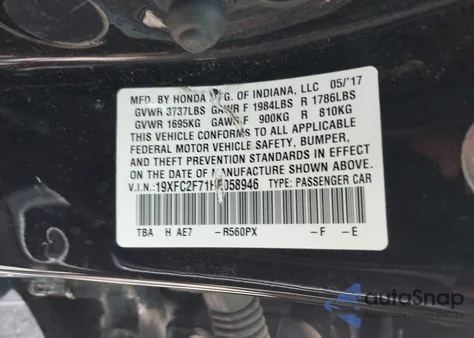 MFD. BY HONDA MFG. OF INDIANA, LLC 05/'17
GVWR 3737LBS GAWR F 1984LBS R 1786LBS
GVWR 1695KG GAWR F 900KG R 810KG
THIS VEHICLE CONFORMS TO ALL APPLICABLE
FEDERAL MOTOR VEHICLE SAFETY, BUMPER,
AND THEFT PREVENTION STANDARDS IN EFFECT
ON THE DATE OF MANUFACTURE SHOWN ABOVE.
V.I.N.: TYPE: PASSENGER CAR
TBA H AE7 -R560PX -F -E
autoSnap